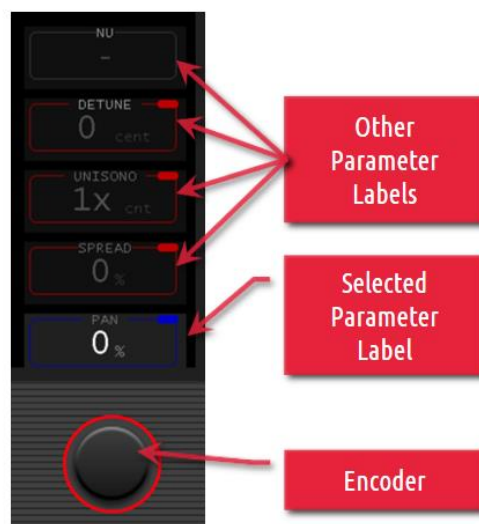 NU
-
DETUNE
0 cent
UNISONO
1x cnt
SPREAD
0 %
PAN
0 %
Other
Parameter
Labels
Selected
Parameter
Label
Encoder